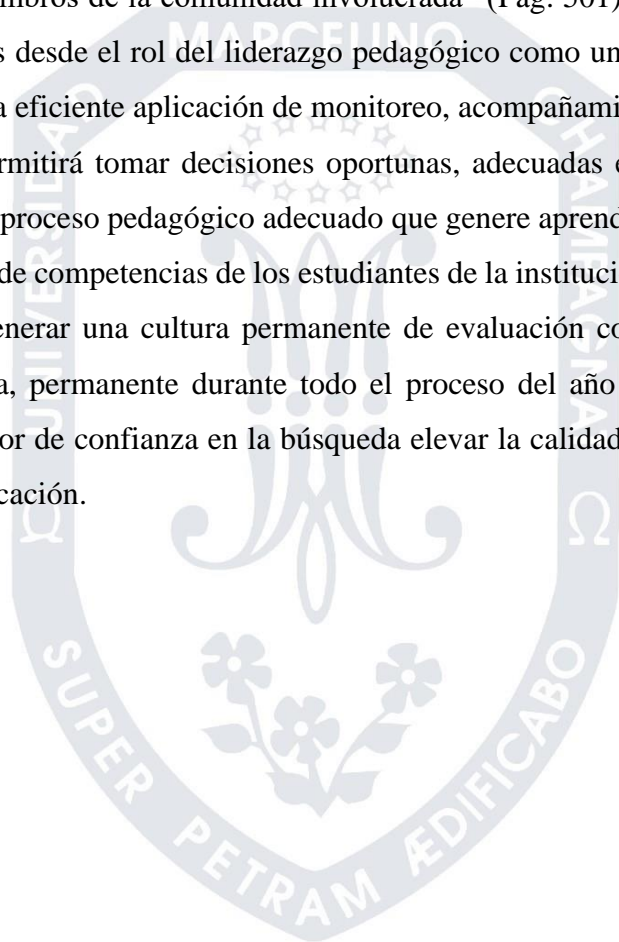 mbros de la comunidad involucrada" (Pág. 301)
s desde el rol del liderazgo pedagógico como un
a eficiente aplicación de monitoreo, acompañami
rmitirá tomar decisiones oportunas, adecuadas e
proceso pedagógico adecuado que genere aprend
de competencias de los estudiantes de la instituci
enerar una cultura permanente de evaluación co
a, permanente durante todo el proceso del año
or de confianza en la búsqueda elevar la calidad
cación.
UNIVERSIDAD
MARCELINO
CHAMPAGNAT
Ω
Ω
SUPER PETRAM ÆDIFICABO